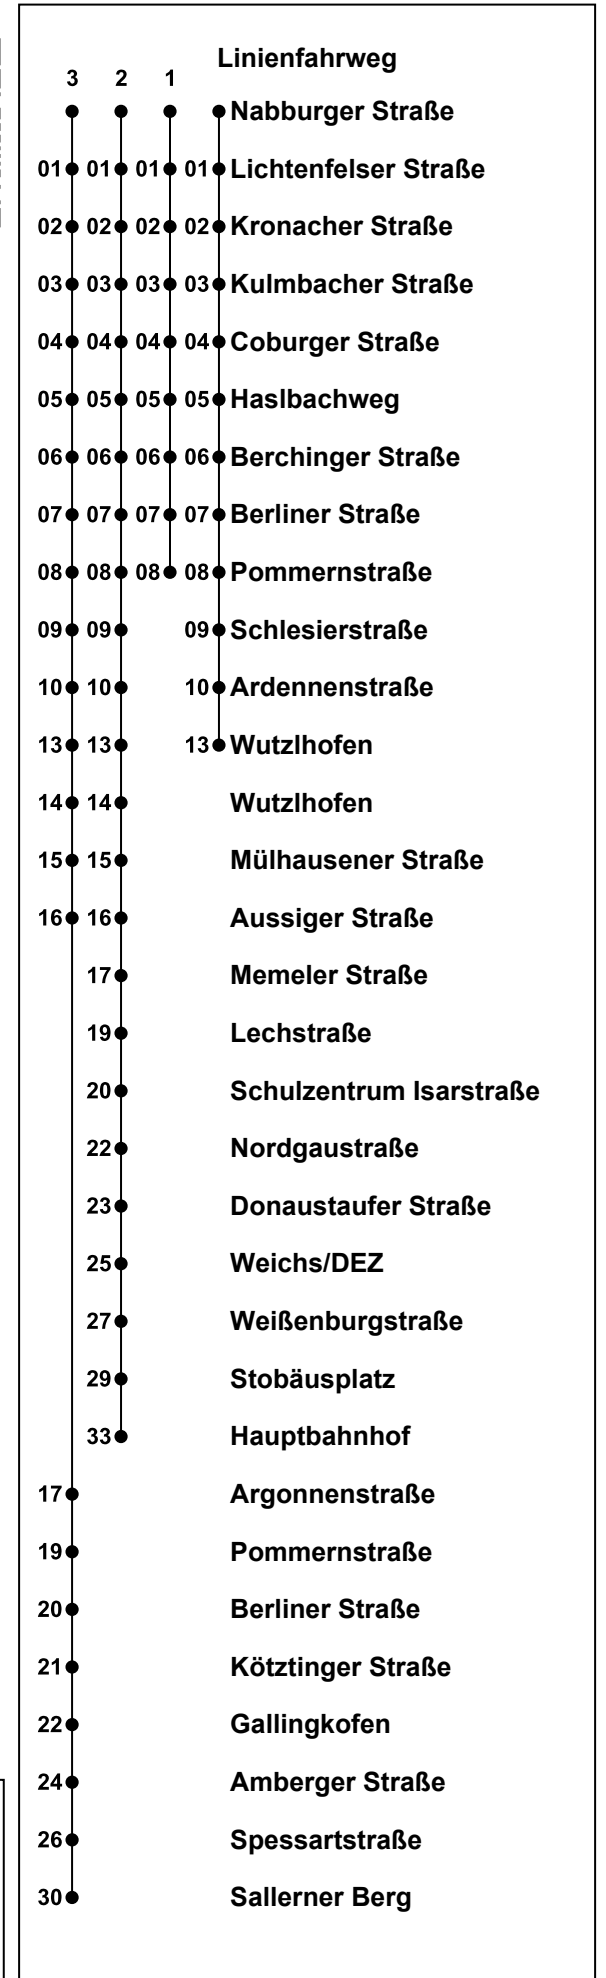 Linienfahrweg
3 2 1
Nabburger Straße
01 01 01 01 Lichtenfelser Straße
02 02 02 02 Kronacher Straße
03 03 03 03 Kulmbacher Straße
04 04 04 04 Coburger Straße
05 05 05 05 Haslbachweg
06 06 06 06 Berchinger Straße
07 07 07 07 Berliner Straße
08 08 08 08 Pommernstraße
09 09 09 Schlesierstraße
10 10 10 Ardennenstraße
13 13 13 Wutzlhofen
14 14 Wutzlhofen
15 15 Mülhausener Straße
16 16 Aussiger Straße
17 Memeler Straße
19 Lechstraße
20 Schulzentrum Isarstraße
22 Nordgaustraße
23 Donaustaufer Straße
25 Weichs/DEZ
27 Weißenburgstraße
29 Stobäusplatz
33 Hauptbahnhof
17 Argonnenstraße
19 Pommernstraße
20 Berliner Straße
21 Kötztinger Straße
22 Gallingkofen
24 Amberger Straße
26 Spessartstraße
30 Sallerner Berg